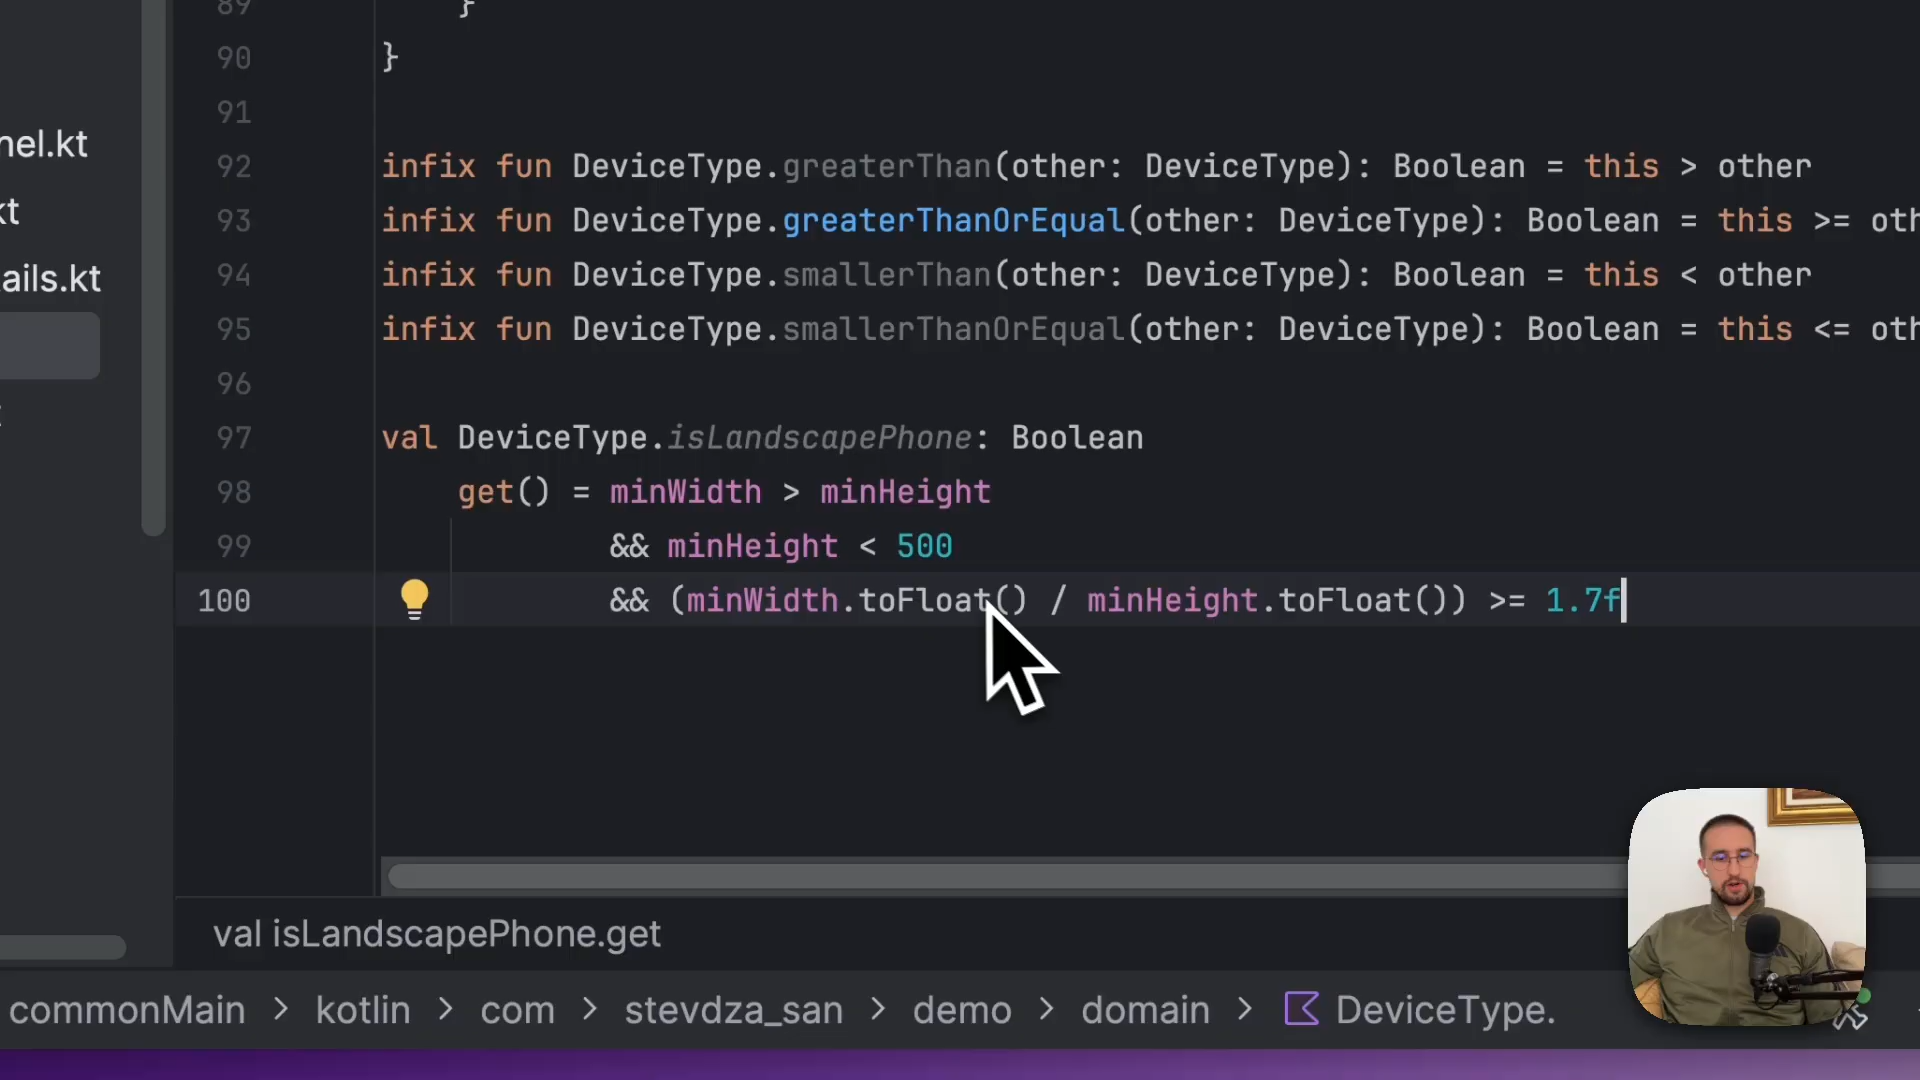 89 }
90 }
91
92 infix fun DeviceType.greaterThan(other: DeviceType): Boolean = this > other
93 infix fun DeviceType.greaterThanOrEqual(other: DeviceType): Boolean = this >= oth
94 infix fun DeviceType.smallerThan(other: DeviceType): Boolean = this < other
95 infix fun DeviceType.smallerThanOrEqual(other: DeviceType): Boolean = this <= oth
96
97 val DeviceType.isLandscapePhone: Boolean
98 get() = minWidth > minHeight
99 && minHeight < 500
100 && (minWidth.toFloat() / minHeight.toFloat()) >= 1.7f
nel.kt
kt
ails.kt
val isLandscapePhone.get
commonMain > kotlin > com > stevdza_san > demo > domain > DeviceType.